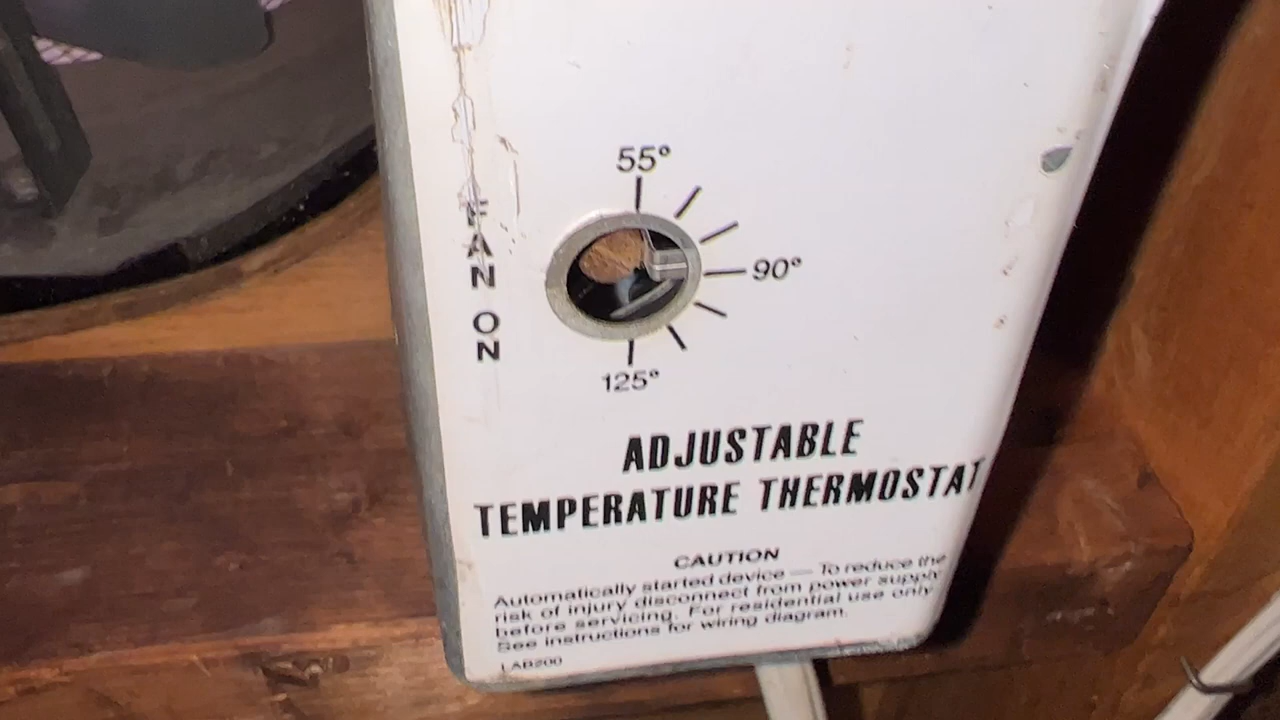 55°
FAN ON
90°
125°
ADJUSTABLE
TEMPERATURE THERMOSTAT
CAUTION
Automatically started device — To reduce the
risk of injury disconnect from power supply
before servicing. For residential use only.
See instructions for wiring diagram.
LAB200